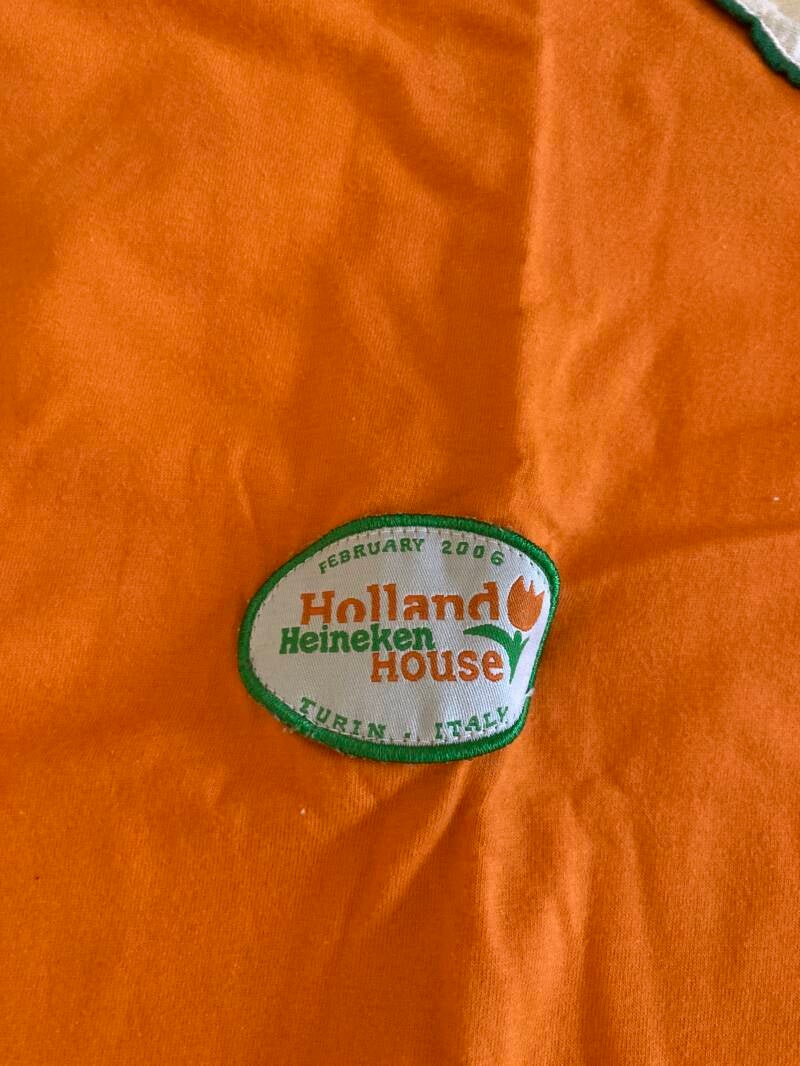 FEBRUARY 2006
Holland
Heineken
House
TURIN . ITALY